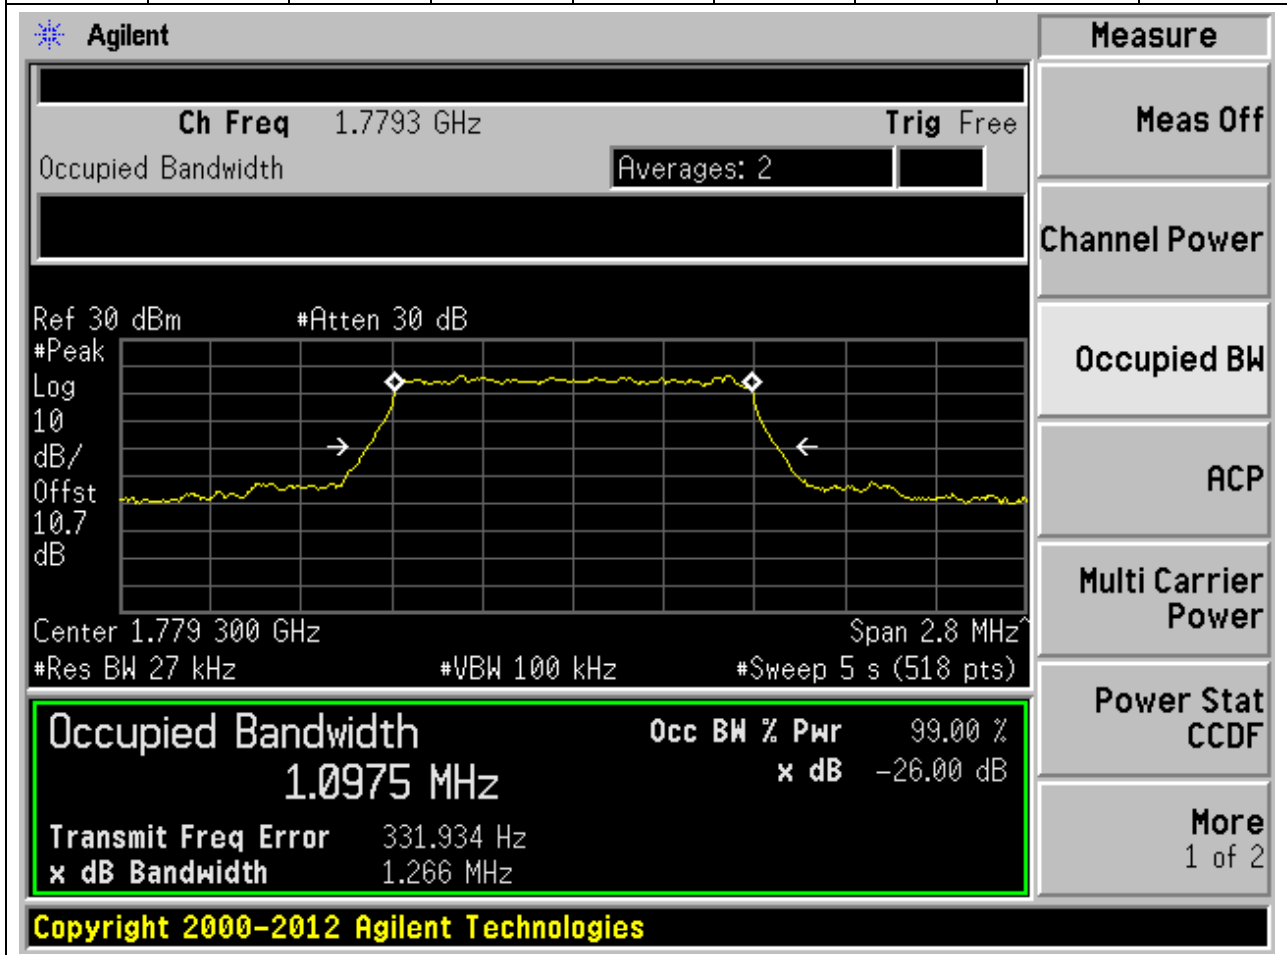 Agilent
Measure
Ch Freq 1.7793 GHz Trig Free
Occupied Bandwidth Averages: 2
Meas Off
Channel Power
Occupied BW
ACP
Multi Carrier
Power
Power Stat
CCDF
More
1 of 2
Ref 30 dBm #Atten 30 dB
#Peak
Log
10
dB/
Offst
10.7
dB
Center 1.779 300 GHz Span 2.8 MHz^
#Res BW 27 kHz #VBW 100 kHz #Sweep 5 s (518 pts)
Occupied Bandwidth Occ BW % Pwr 99.00 %
1.0975 MHz x dB -26.00 dB
Transmit Freq Error 331.934 Hz
x dB Bandwidth 1.266 MHz
Copyright 2000-2012 Agilent Technologies